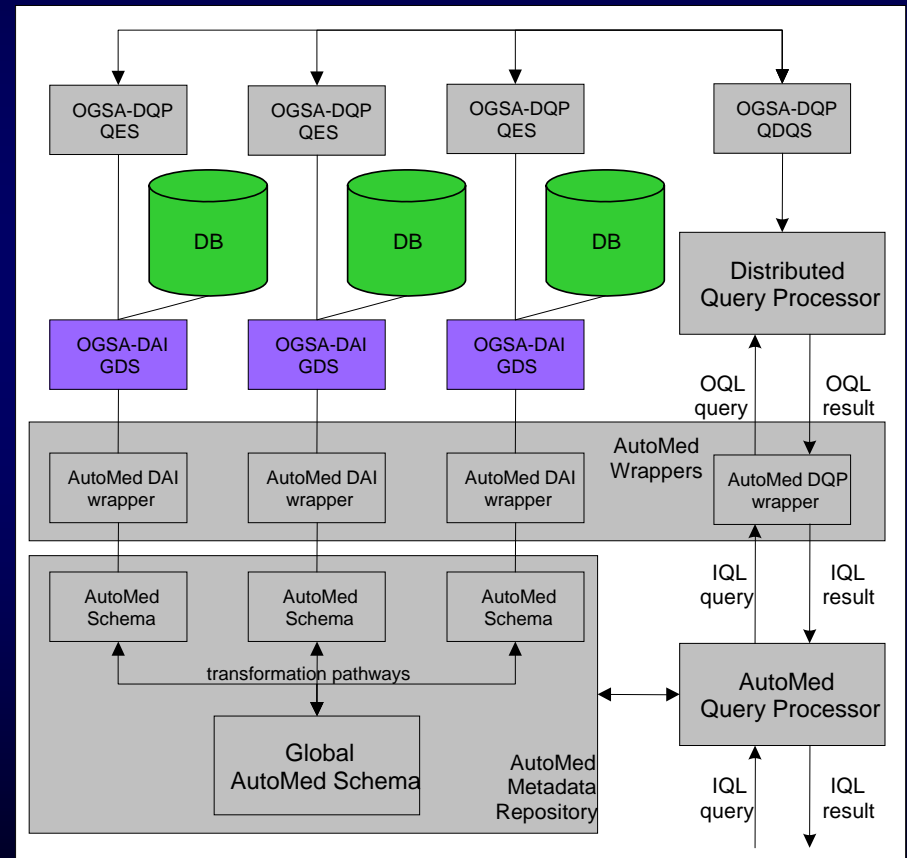 OGSA-DQP
QES
OGSA-DQP
QES
OGSA-DQP
QES
OGSA-DQP
QDQS
DB
DB
DB
Distributed
Query Processor
OGSA-DAI
GDS
OGSA-DAI
GDS
OGSA-DAI
GDS
OQL
query
OQL
result
AutoMed
Wrappers
AutoMed DAI
wrapper
AutoMed DAI
wrapper
AutoMed DAI
wrapper
AutoMed DQP
wrapper
IQL
query
IQL
result
AutoMed
Schema
AutoMed
Schema
AutoMed
Schema
transformation pathways
AutoMed
Query Processor
Global
AutoMed Schema
AutoMed
Metadata
Repository
IQL
query
IQL
result